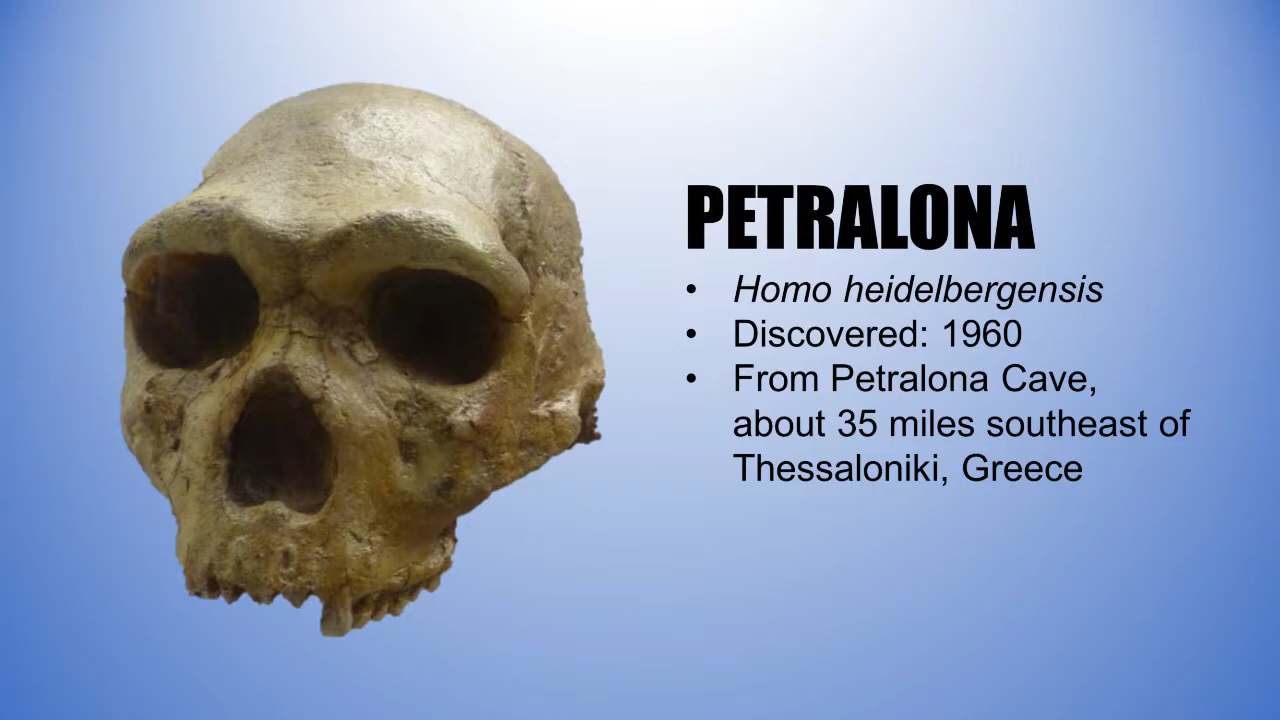 PETRALONA
• Homo heidelbergensis
• Discovered: 1960
• From Petralona Cave,
about 35 miles southeast of
Thessaloniki, Greece